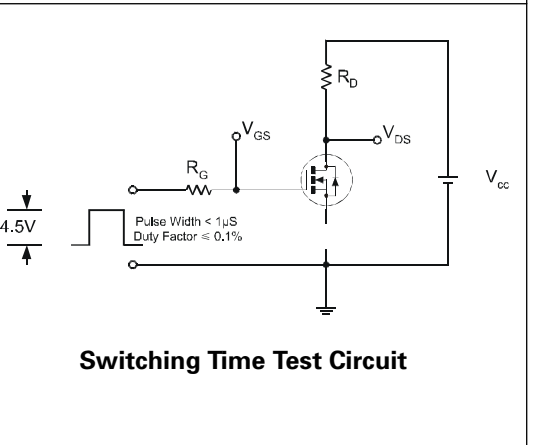 R_D
V_GS
V_DS
R_G
V_cc
4.5V
Pulse Width < 1µS
Duty Factor ≤ 0.1%
Switching Time Test Circuit